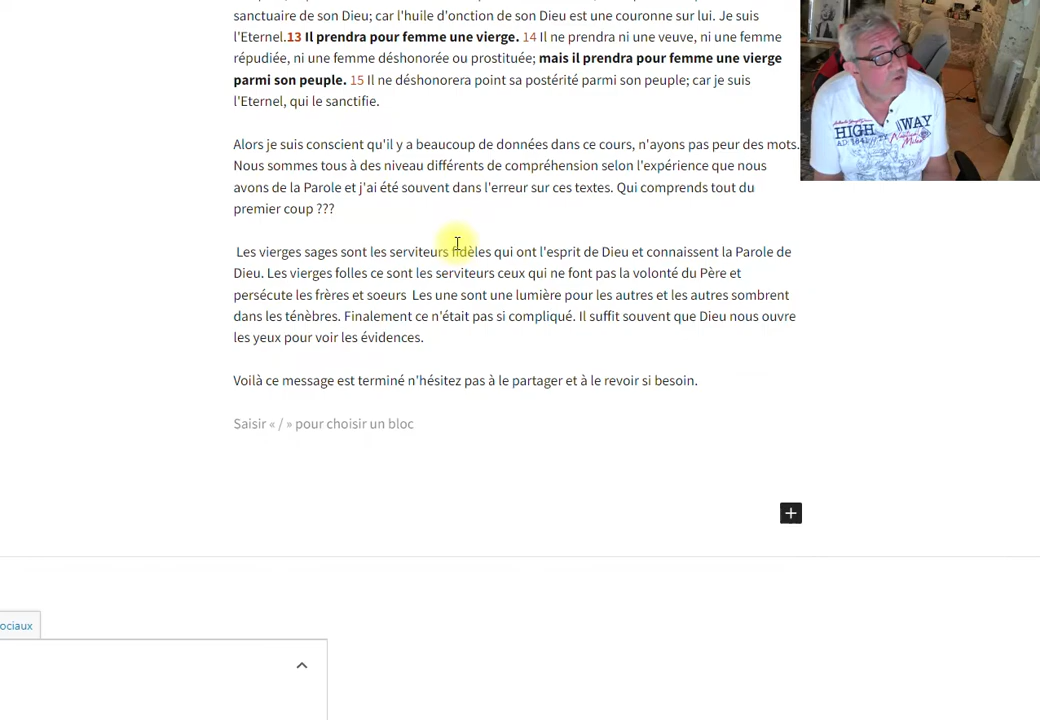 sanctuaire de son Dieu; car l'huile d'onction de son Dieu est une couronne sur lui. Je suis
l'Eternel.13 Il prendra pour femme une vierge. 14 Il ne prendra ni une veuve, ni une femme
répudiée, ni une femme déshonorée ou prostituée; mais il prendra pour femme une vierge
parmi son peuple. 15 Il ne déshonorera point sa postérité parmi son peuple; car je suis
l'Eternel, qui le sanctifie.
Alors je suis conscient qu'il y a beaucoup de données dans ce cours, n'ayons pas peur des mots.
Nous sommes tous à des niveau différents de compréhension selon l'expérience que nous
avons de la Parole et j'ai été souvent dans l'erreur sur ces textes. Qui comprends tout du
premier coup ???
Les vierges sages sont les serviteurs fidèles qui ont l'esprit de Dieu et connaissent la Parole de
Dieu. Les vierges folles ce sont les serviteurs ceux qui ne font pas la volonté du Père et
persécute les frères et soeurs  Les une sont une lumière pour les autres et les autres sombrent
dans les ténèbres. Finalement ce n'était pas si compliqué. Il suffit souvent que Dieu nous ouvre
les yeux pour voir les évidences.
Voilà ce message est terminé n'hésitez pas à le partager et à le revoir si besoin.
Saisir « / » pour choisir un bloc
ociaux
HIGH WAY